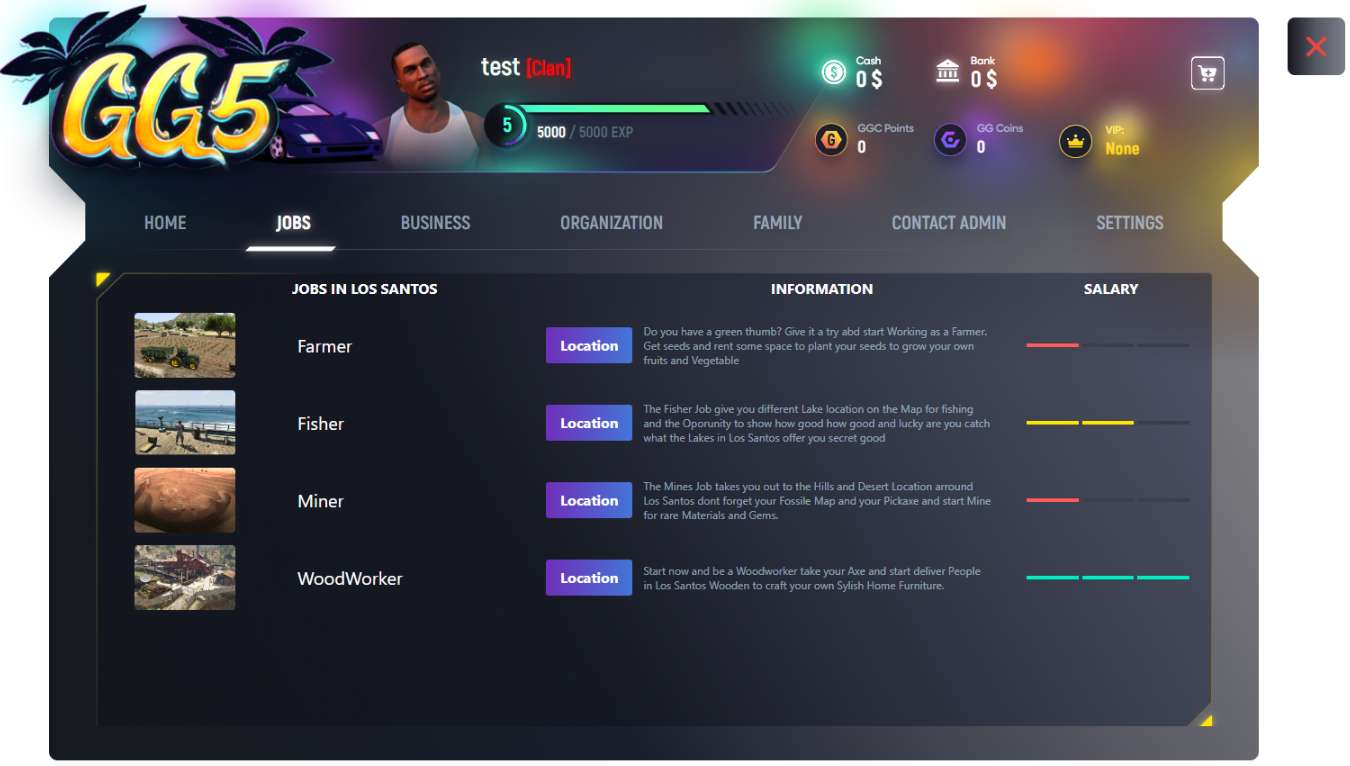 GG5
test [Clan]
5
5000 / 5000 EXP
Cash
0 $
Bank
0 $
GGC Points
0
GG Coins
0
VIP:
None
HOME
JOBS
BUSINESS
ORGANIZATION
FAMILY
CONTACT ADMIN
SETTINGS
JOBS IN LOS SANTOS
INFORMATION
SALARY
Farmer
Location
Do you have a green thumb? Give it a try abd start Working as a Farmer.
Get seeds and rent some space to plant your seeds to grow your own
fruits and Vegetable
Fisher
Location
The Fisher Job give you different Lake location on the Map for fishing
and the Oporunity to show how good how good and lucky are you catch
what the Lakes in Los Santos offer you secret good
Miner
Location
The Mines Job takes you out to the Hills and Desert Location arround
Los Santos dont forget your Fossile Map and your Pickaxe and start Mine
for rare Materials and Gems.
WoodWorker
Location
Start now and be a Woodworker take your Axe and start deliver People
in Los Santos Wooden to craft your own Sylish Home Furniture.